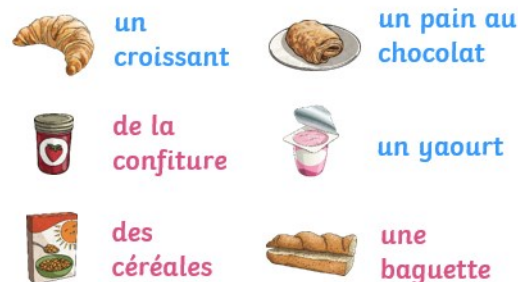 un
croissant
un pain au
chocolat
de la
confiture
un yaourt
des
céréales
une
baguette